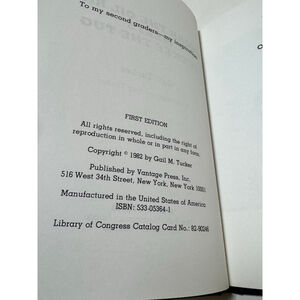 To my second graders—my inspiration
FIRST EDITION
All rights reserved, including the right of
reproduction in whole or in part in any form.
Copyright © 1982 by Gail M. Tucker
Published by Vantage Press, Inc.
516 West 34th Street, New York, New York 10001
Manufactured in the United States of America
ISBN: 533-05364-1
Library of Congress Catalog Card No.: 82-90246